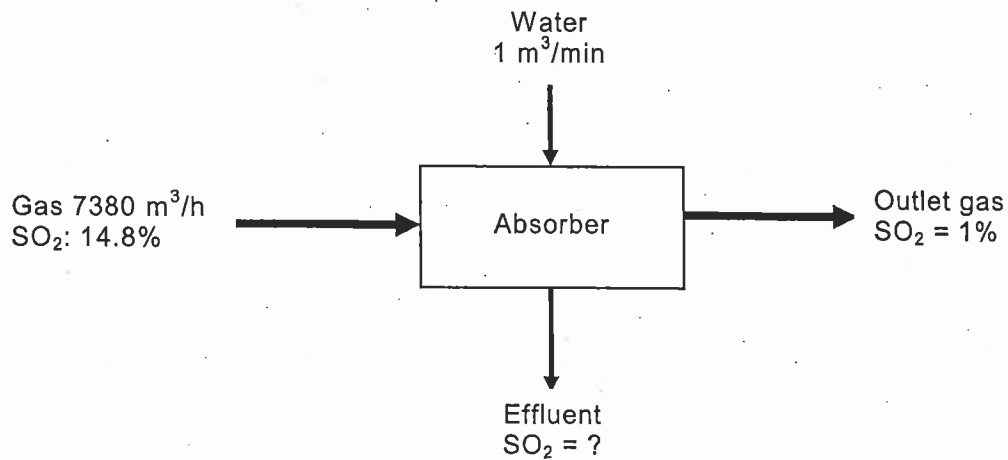 Water
1 m³/min
Gas 7380 m³/h
SO₂: 14.8%
Absorber
Outlet gas
SO₂ = 1%
Effluent
SO₂ = ?